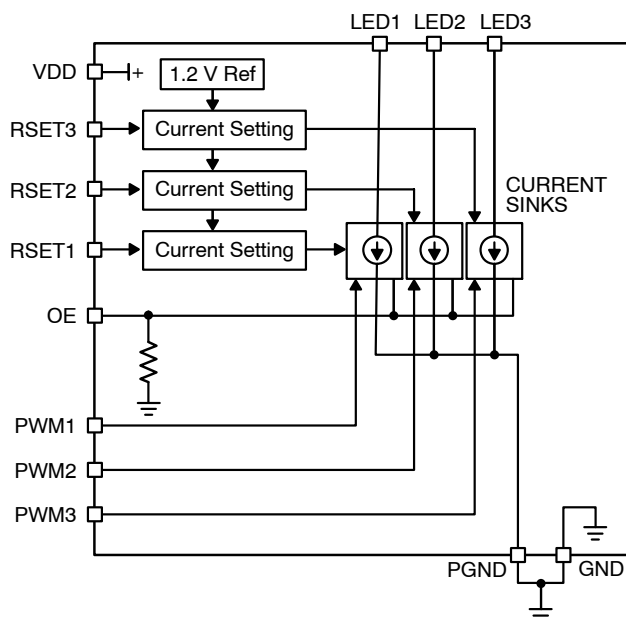 LED1 LED2 LED3
VDD
+
1.2 V Ref
RSET3
Current Setting
RSET2
Current Setting
CURRENT
SINKS
RSET1
Current Setting
OE
PWM1
PWM2
PWM3
PGND
GND